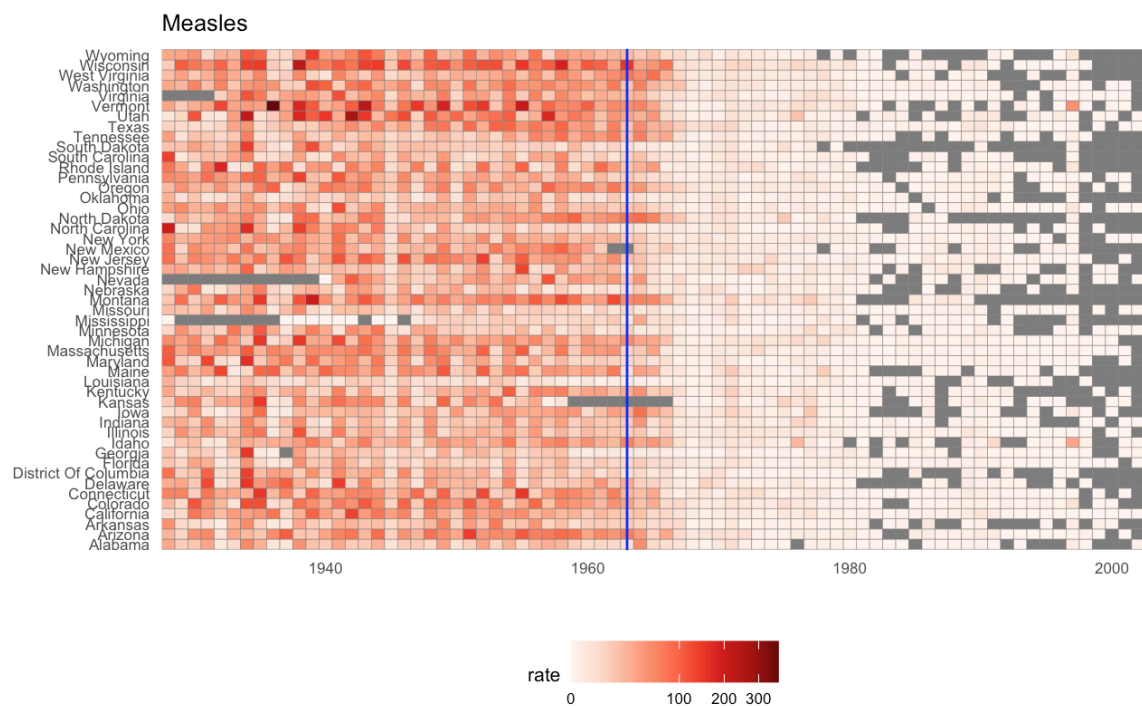 Measles
Wyoming
Wisconsin
West Virginia
Washington
Virginia
Vermont
Utah
Texas
Tennessee
South Dakota
South Carolina
Rhode Island
Pennsylvania
Oregon
Oklahoma
Ohio
North Dakota
North Carolina
New York
New Mexico
New Jersey
New Hampshire
Nevada
Nebraska
Montana
Missouri
Mississippi
Minnesota
Michigan
Massachusetts
Maryland
Maine
Louisiana
Kentucky
Kansas
Iowa
Indiana
Illinois
Idaho
Georgia
Florida
District Of Columbia
Delaware
Connecticut
Colorado
California
Arkansas
Arizona
Alabama
1940 1960 1980 2000
rate
0 100 200 300